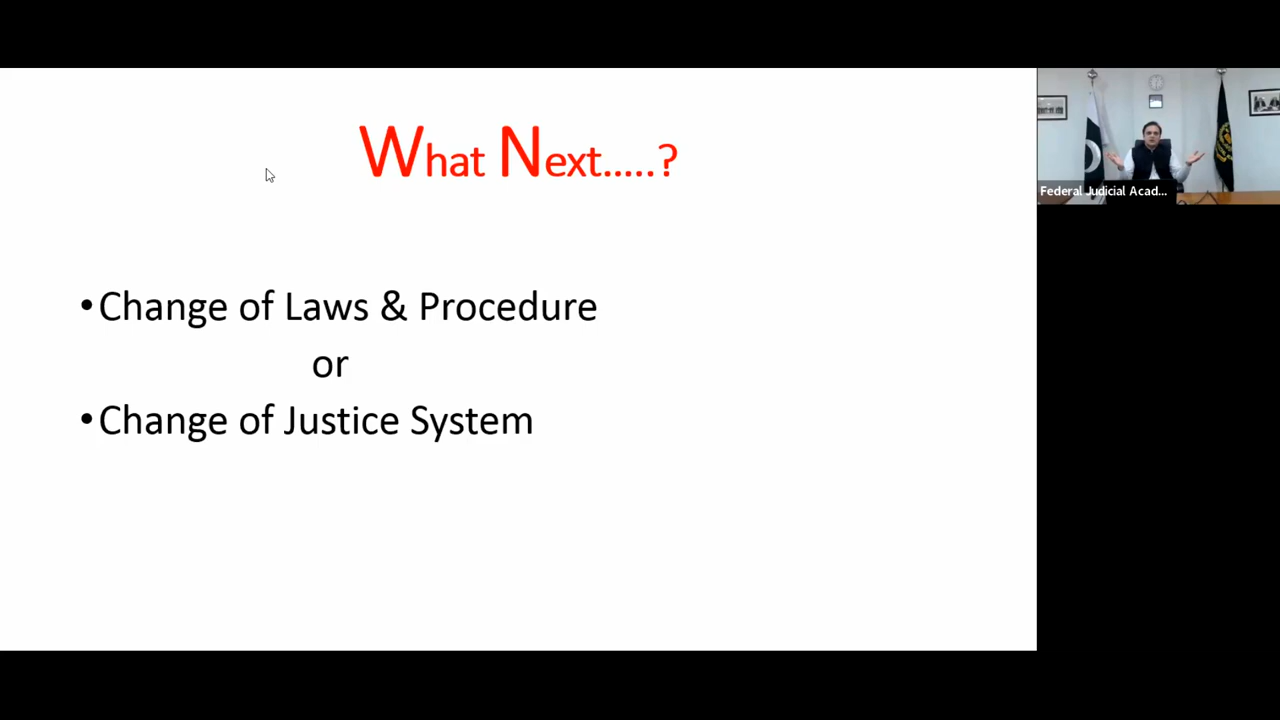 What Next.....?
•Change of Laws & Procedure
or
•Change of Justice System
Federal Judicial Acad...